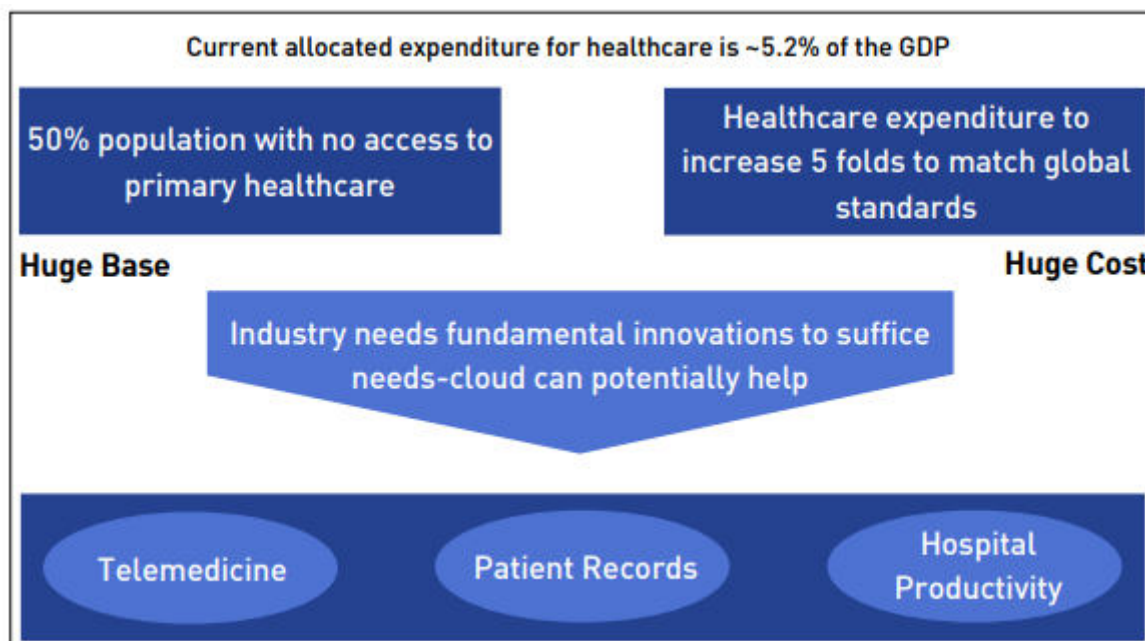 Current allocated expenditure for healthcare is ~5.2% of the GDP
50% population with no access to
primary healthcare
Healthcare expenditure to
increase 5 folds to match global
standards
Huge Base
Huge Cost
Industry needs fundamental innovations to suffice
needs-cloud can potentially help
Telemedicine
Patient Records
Hospital
Productivity